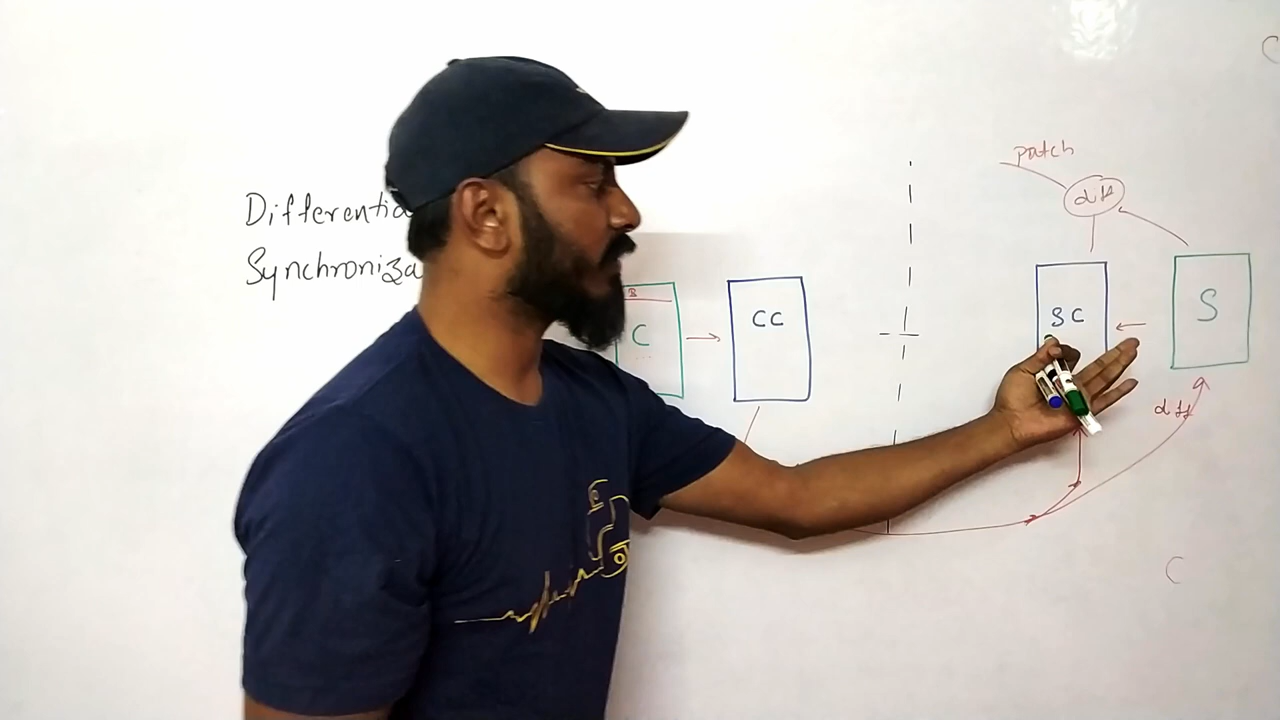 Differentia
Synchroniza
patch
diff
B
C
CC
SC
S
diff
C
C